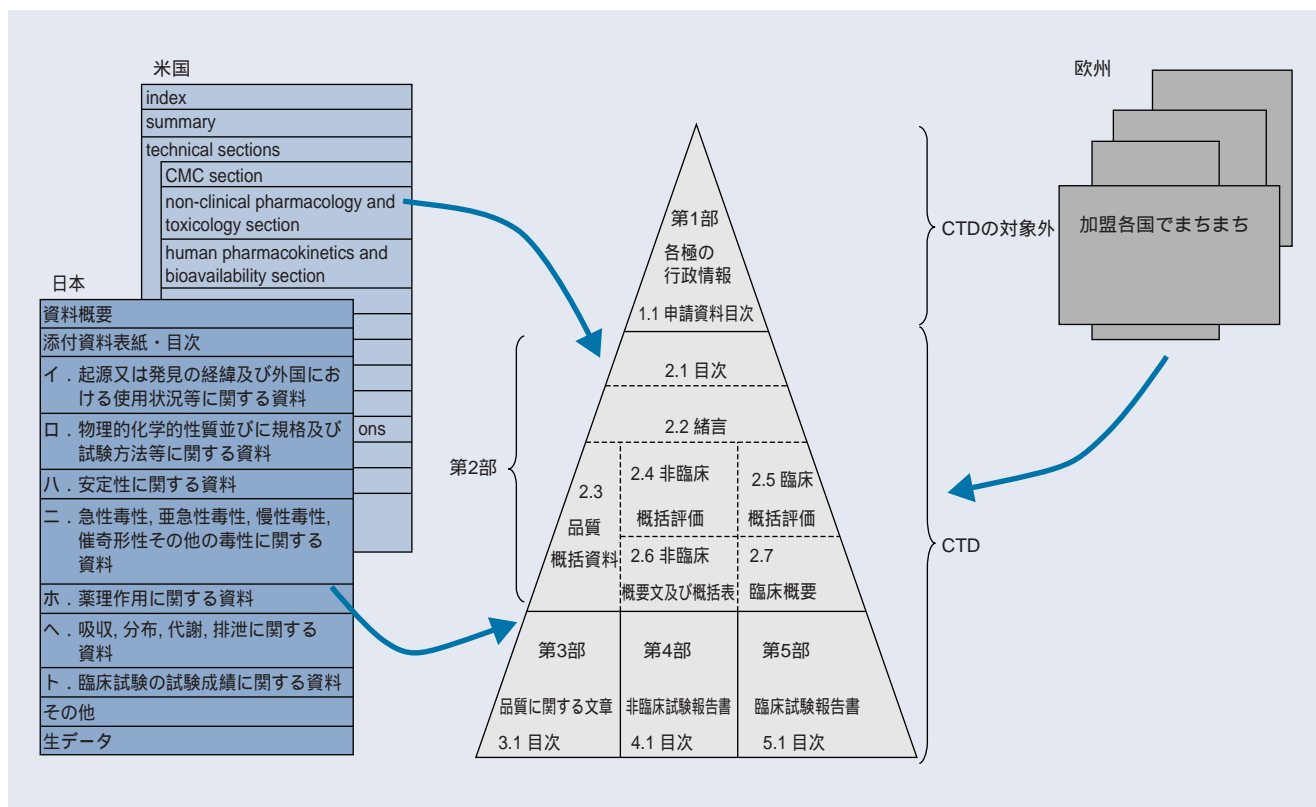 米国
index
summary
technical sections
CMC section
non-clinical pharmacology and
toxicology section
human pharmacokinetics and
bioavailability section
ons
日本
資料概要
添付資料表紙・目次
イ．起源又は発見の経緯及び外国にお
ける使用状況等に関する資料
ロ．物理的化学的性質並びに規格及び
試験方法等に関する資料
ハ．安定性に関する資料
ニ．急性毒性, 亜急性毒性, 慢性毒性,
催奇形性その他の毒性に関する
資料
ホ．薬理作用に関する資料
ヘ．吸収, 分布, 代謝, 排泄に関する
資料
ト．臨床試験の試験成績に関する資料
その他
生データ
第1部
各極の
行政情報
1.1 申請資料目次
第2部
2.1 目次
2.2 緒言
2.3
品質
概括資料
2.4 非臨床
概括評価
2.5 臨床
概括評価
2.6 非臨床
概要文及び概括表
2.7
臨床概要
第3部
品質に関する文章
3.1 目次
第4部
非臨床試験報告書
4.1 目次
第5部
臨床試験報告書
5.1 目次
CTDの対象外
CTD
欧州
加盟各国でまちまち